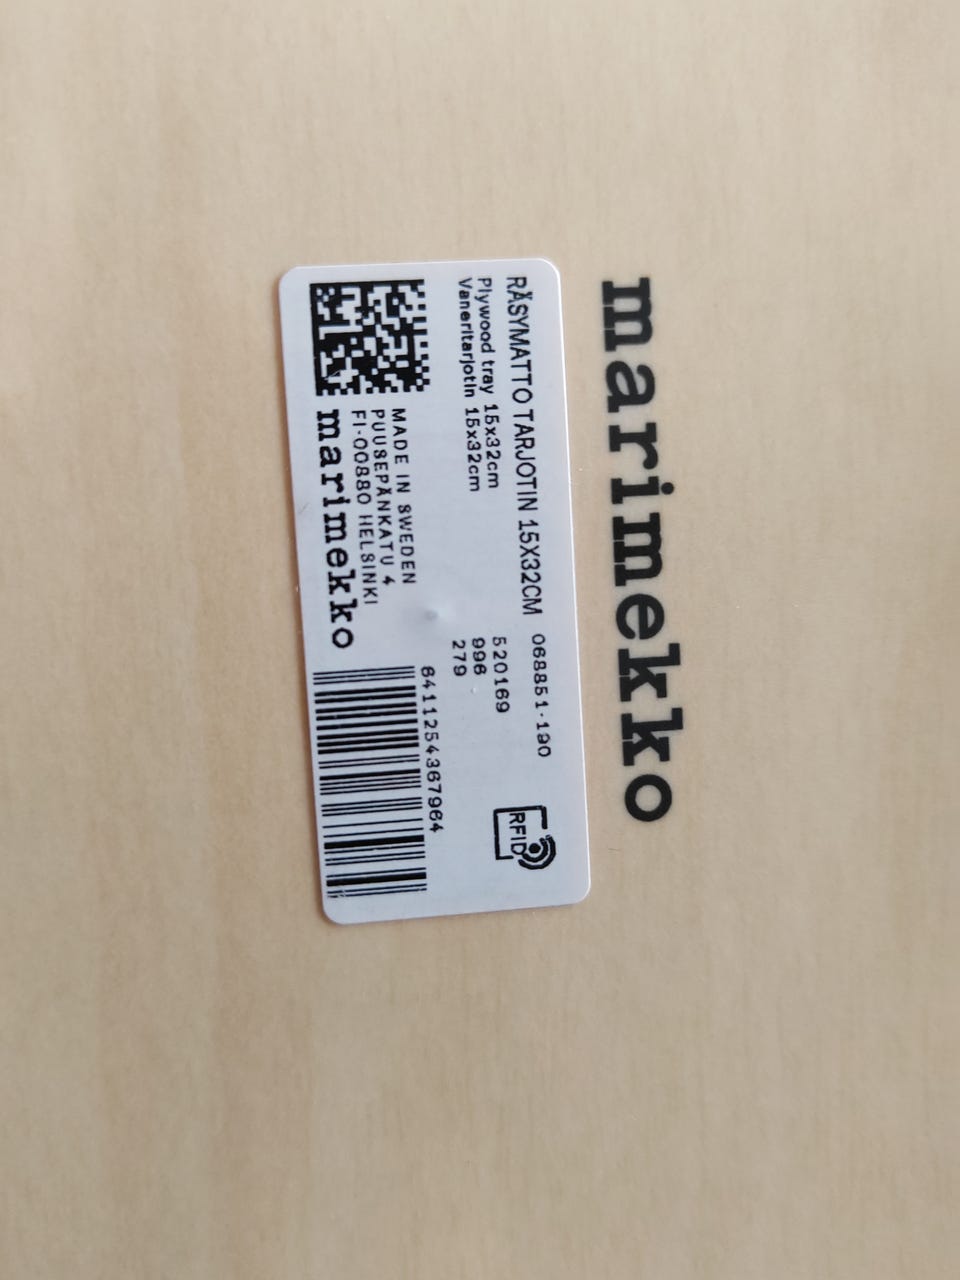 marimekko
RÄSYMATTO TARJOTIN 15X32CM 068851-190
Plywood tray 15x32cm 520169
Vaneritarjotin 15x32cm 996
279
RFID
MADE IN SWEDEN
PUUSEPÄNKATU 4
FI-00880 HELSINKI
marimekko
6411254367964